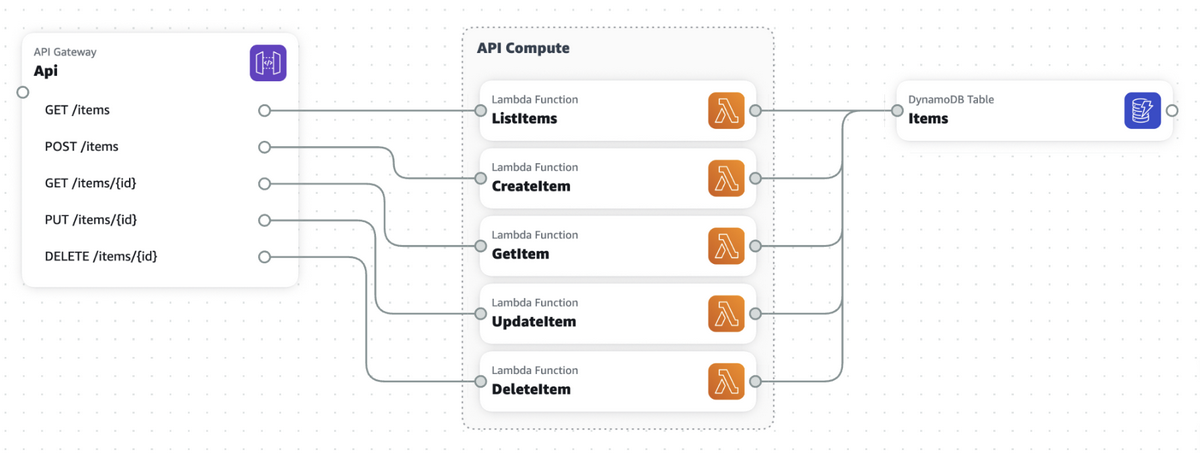 API Gateway
Api
GET /items
POST /items
GET /items/{id}
PUT /items/{id}
DELETE /items/{id}
API Compute
Lambda Function
ListItems
Lambda Function
CreateItem
Lambda Function
GetItem
Lambda Function
UpdateItem
Lambda Function
DeleteItem
DynamoDB Table
Items